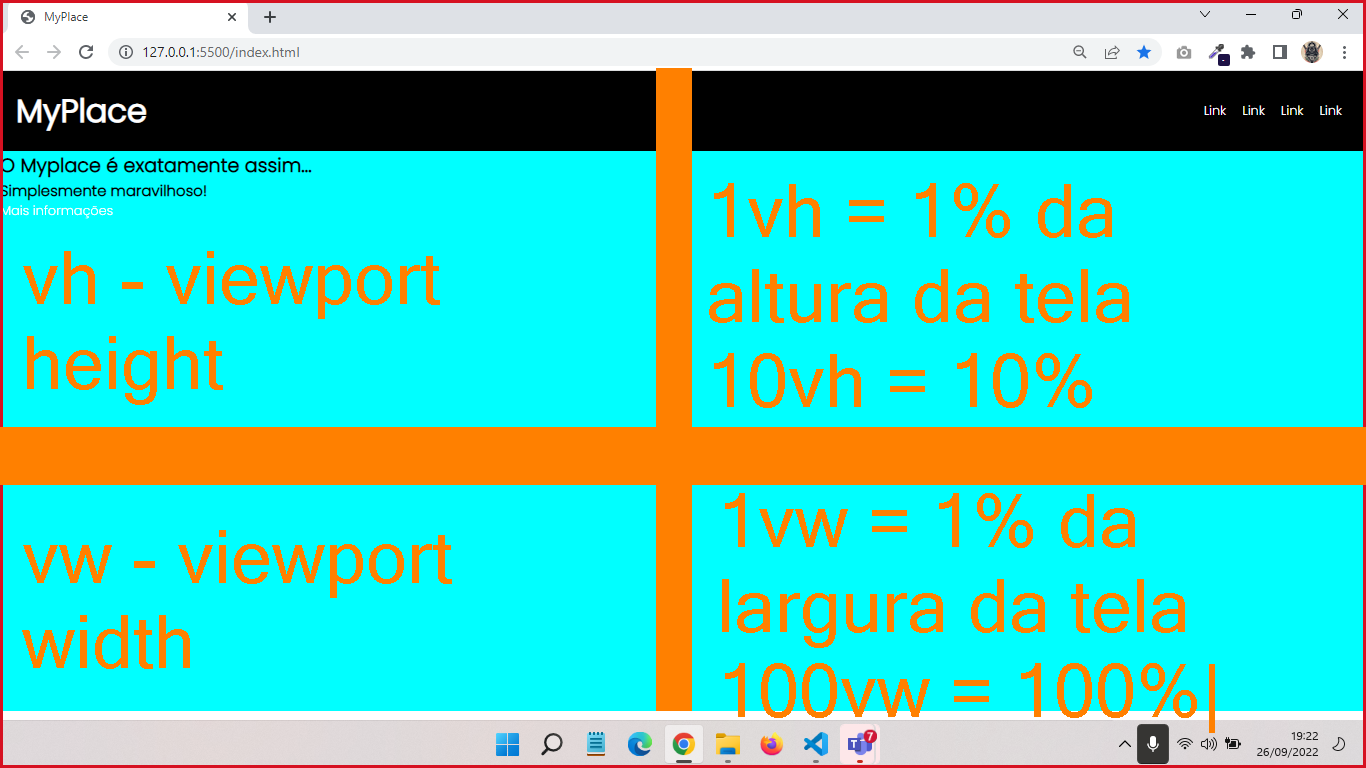 MyPlace
127.0.0.1:5500/index.html
MyPlace
Link Link Link Link
O Myplace é exatamente assim...
Simplesmente maravilhoso!
Mais informações
vh - viewport
height
1vh = 1% da
altura da tela
10vh = 10%
vw - viewport
width
1vw = 1% da
largura da tela
100vw = 100%
7
19:22
26/09/2022